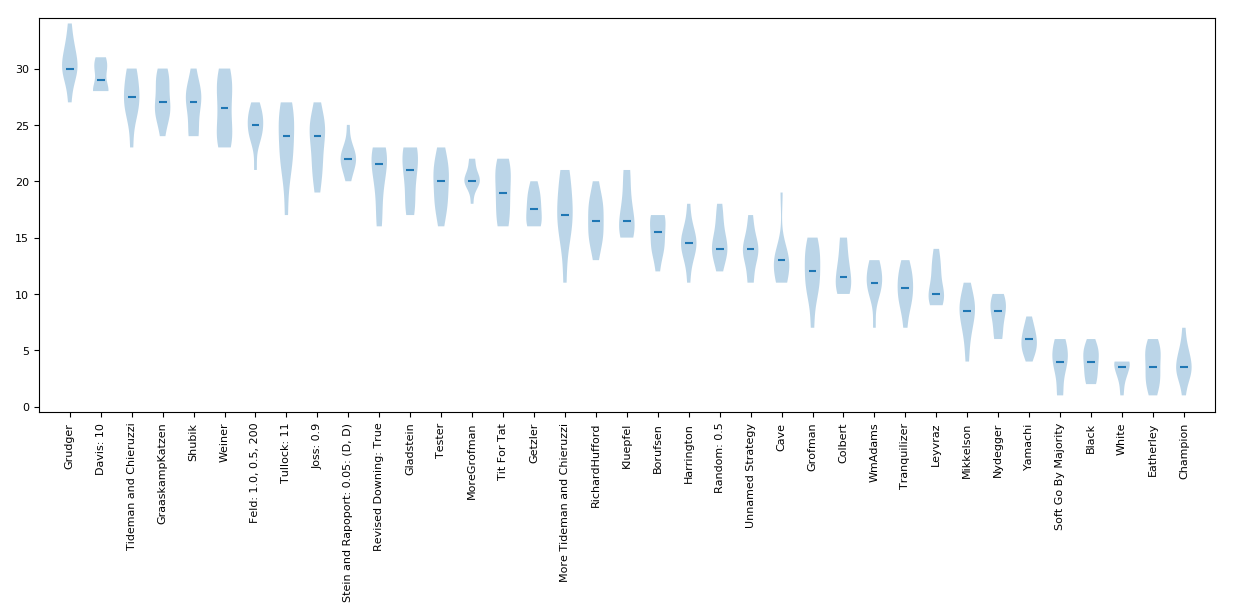 30
25
20
15
10
5
0
Grudger
Davis: 10
Tideman and Chieruzzi
GraaskampKatzen
Shubik
Weiner
Feld: 1.0, 0.5, 200
Tullock: 11
Joss: 0.9
Stein and Rapoport: 0.05: (D, D)
Revised Downing: True
Gladstein
Tester
MoreGrofman
Tit For Tat
Getzler
More Tideman and Chieruzzi
RichardHufford
Kluepfel
Borufsen
Harrington
Random: 0.5
Unnamed Strategy
Cave
Grofman
Colbert
WmAdams
Tranquilizer
Leyvraz
Mikkelson
Nydegger
Yamachi
Soft Go By Majority
Black
White
Eatherley
Champion